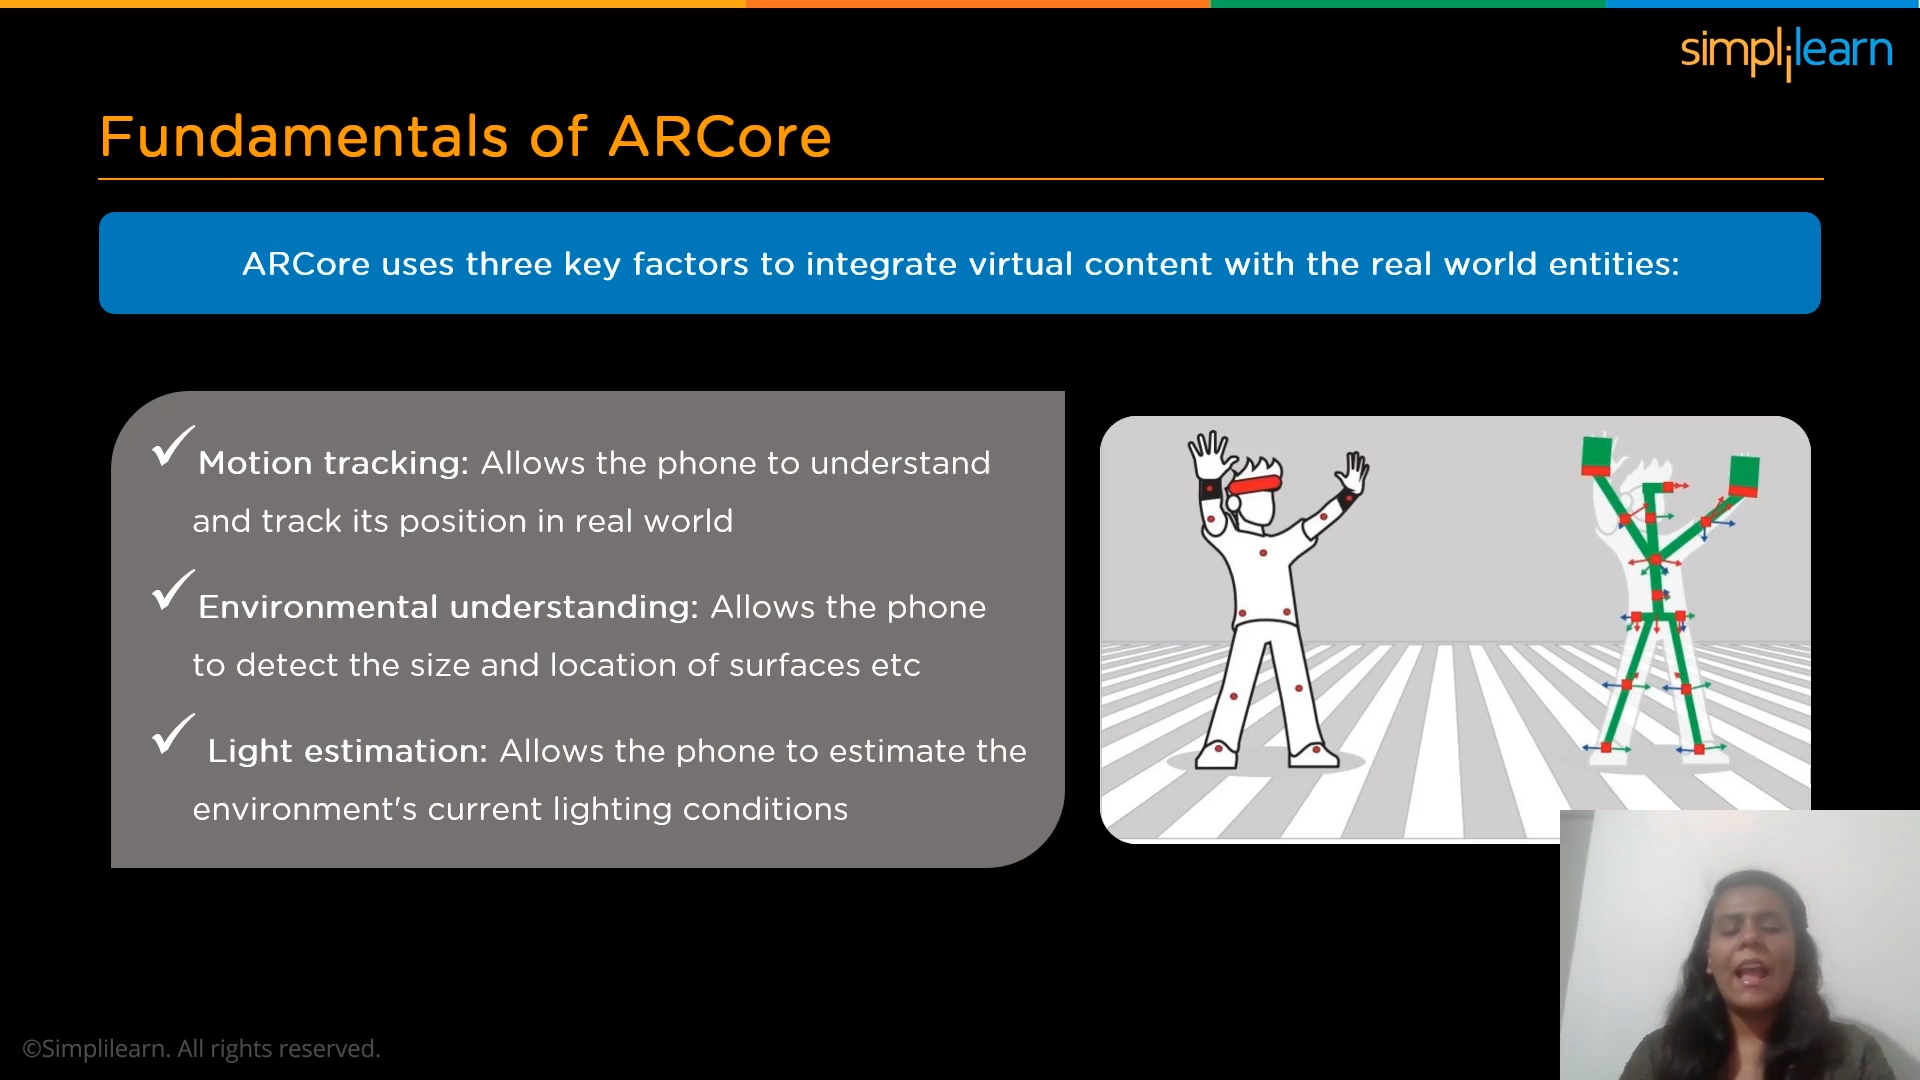 simplilearn
Fundamentals of ARCore
ARCore uses three key factors to integrate virtual content with the real world entities:
Motion tracking: Allows the phone to understand
and track its position in real world
Environmental understanding: Allows the phone
to detect the size and location of surfaces etc
Light estimation: Allows the phone to estimate the
environment's current lighting conditions
©Simplilearn. All rights reserved.